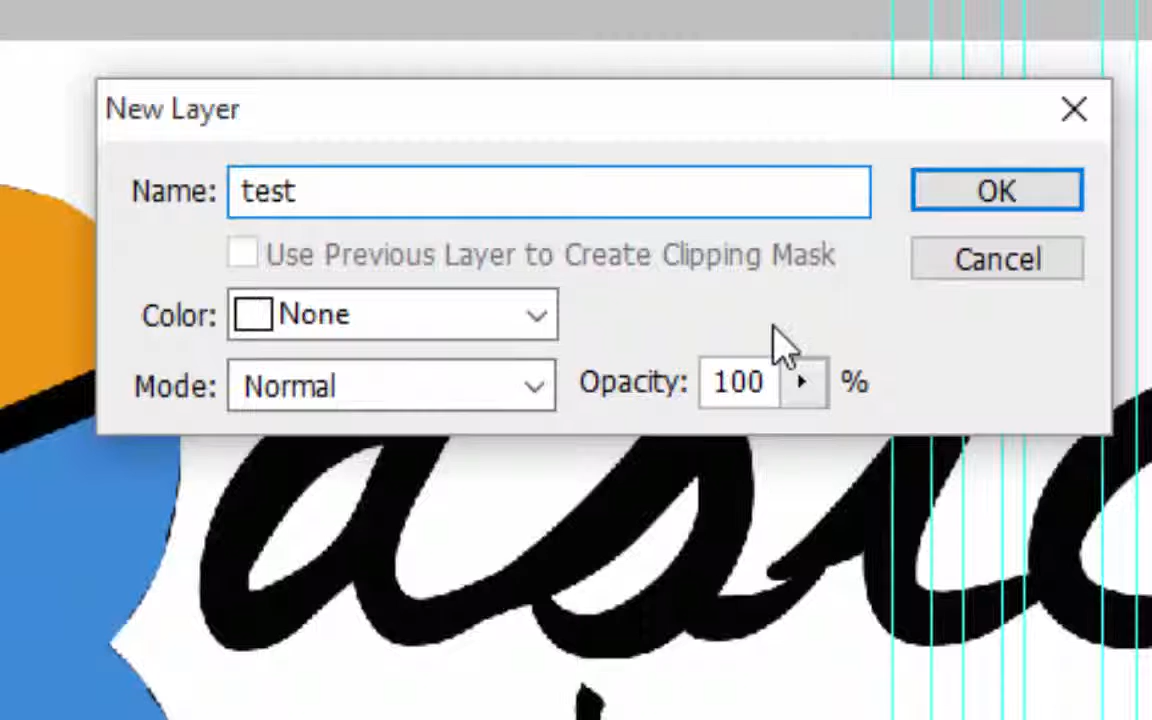 New Layer
Name: test OK
Use Previous Layer to Create Clipping Mask Cancel
Color: None
Mode: Normal Opacity: 100 %